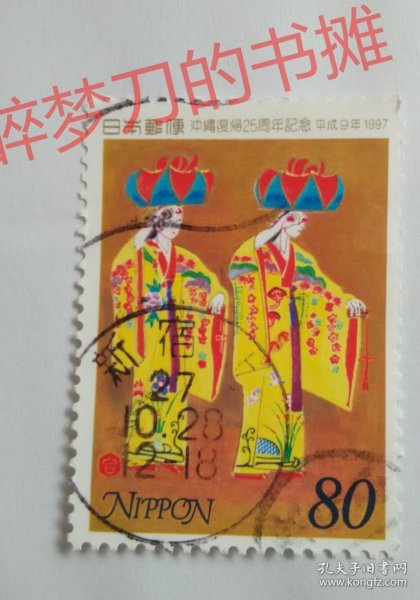 醉梦刀的书摊
日本郵便 沖縄復帰25周年記念 平成9年 1997
新宿
27
10.28
12-18
NIPPON 80
孔夫子旧书网
www.kongfz.com